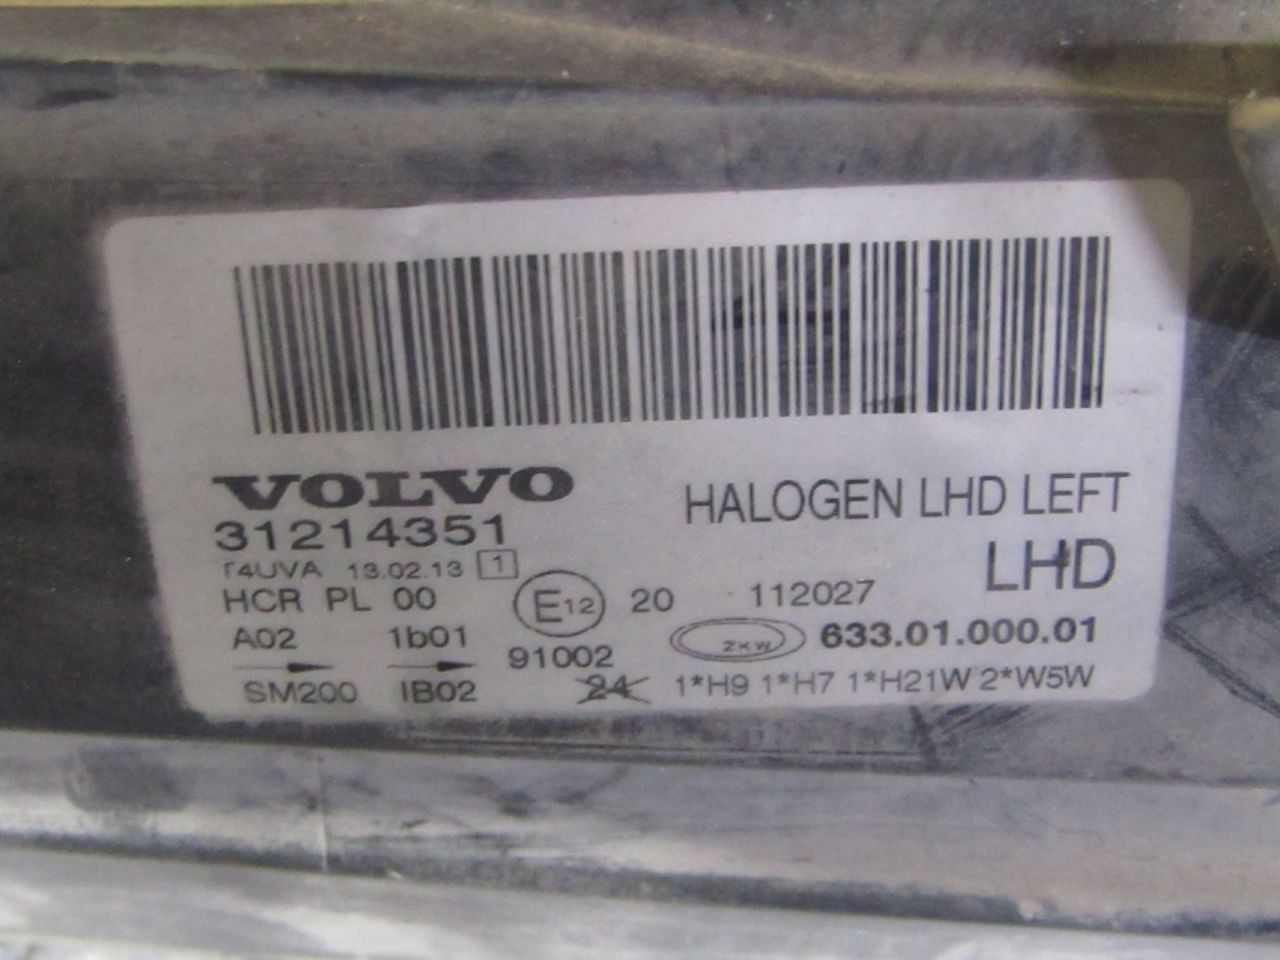 VOLVO
31214351
HALOGEN LHD LEFT
LHD
T4UVA 13.02.13 1
HCR PL 00
E12 20 112027
A02 1b01
91002
ZKW 633.01.000.01
SM200 IB02
24 1*H9 1*H7 1*H21W 2*W5W